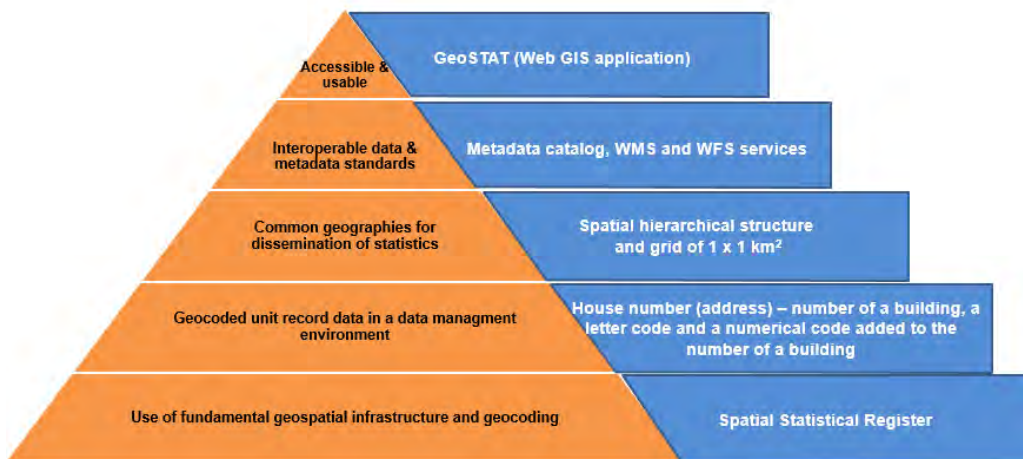 Accessible &
usable
GeoSTAT (Web GIS application)
Interoperable data &
metadata standards
Metadata catalog, WMS and WFS services
Common geographies for
dissemination of statistics
Spatial hierarchical structure
and grid of 1 x 1 km²
Geocoded unit record data in a data managment
environment
House number (address) – number of a building, a
letter code and a numerical code added to the
number of a building
Use of fundamental geospatial infrastructure and geocoding
Spatial Statistical Register